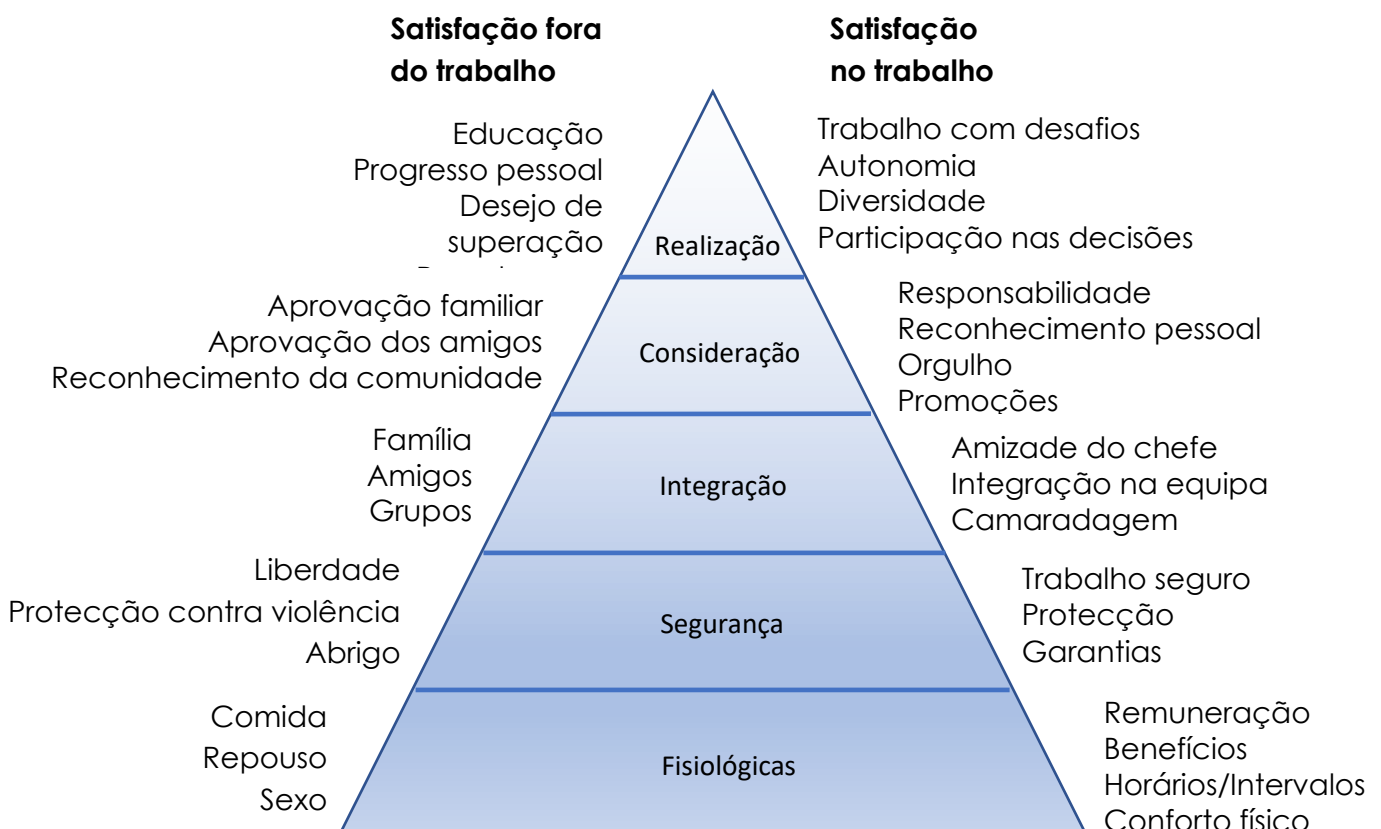 Satisfação fora
do trabalho
Satisfação
no trabalho
Educação
Progresso pessoal
Desejo de
superação
Trabalho com desafios
Autonomia
Diversidade
Participação nas decisões
Realização
Aprovação familiar
Aprovação dos amigos
Reconhecimento da comunidade
Consideração
Responsabilidade
Reconhecimento pessoal
Orgulho
Promoções
Família
Amigos
Grupos
Integração
Amizade do chefe
Integração na equipa
Camaradagem
Liberdade
Protecção contra violência
Abrigo
Segurança
Trabalho seguro
Protecção
Garantias
Comida
Repouso
Sexo
Fisiológicas
Remuneração
Benefícios
Horários/Intervalos
Conforto físico